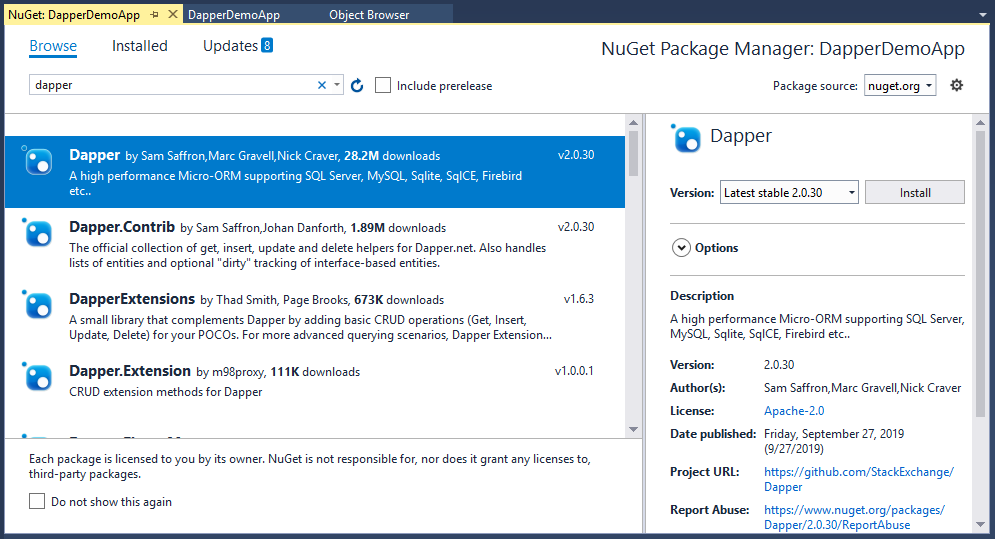 NuGet: DapperDemoApp
DapperDemoApp
Object Browser
Browse
Installed
Updates 8
NuGet Package Manager: DapperDemoApp
dapper
Include prerelease
Package source: nuget.org
Dapper by Sam Saffron,Marc Gravell,Nick Craver, 28.2M downloads
v2.0.30
A high performance Micro-ORM supporting SQL Server, MySQL, Sqlite, SqlCE, Firebird
etc..
Dapper.Contrib by Sam Saffron,Johan Danforth, 1.89M downloads
v2.0.30
The official collection of get, insert, update and delete helpers for Dapper.net. Also handles
lists of entities and optional "dirty" tracking of interface-based entities.
DapperExtensions by Thad Smith, Page Brooks, 673K downloads
v1.6.3
A small library that complements Dapper by adding basic CRUD operations (Get, Insert,
Update, Delete) for your POCOs. For more advanced querying scenarios, Dapper Extension...
Dapper.Extension by m98proxy, 111K downloads
v1.0.0.1
CRUD extension methods for Dapper
Each package is licensed to you by its owner. NuGet is not responsible for, nor does it grant any licenses to,
third-party packages.
Do not show this again
Dapper
Version: Latest stable 2.0.30
Install
Options
Description
A high performance Micro-ORM supporting SQL Server,
MySQL, Sqlite, SqlCE, Firebird etc..
Version: 2.0.30
Author(s): Sam Saffron,Marc Gravell,Nick Craver
License: Apache-2.0
Date published: Friday, September 27, 2019
(9/27/2019)
Project URL: https://github.com/StackExchange/
Dapper
Report Abuse: https://www.nuget.org/packages/
Dapper/2.0.30/ReportAbuse